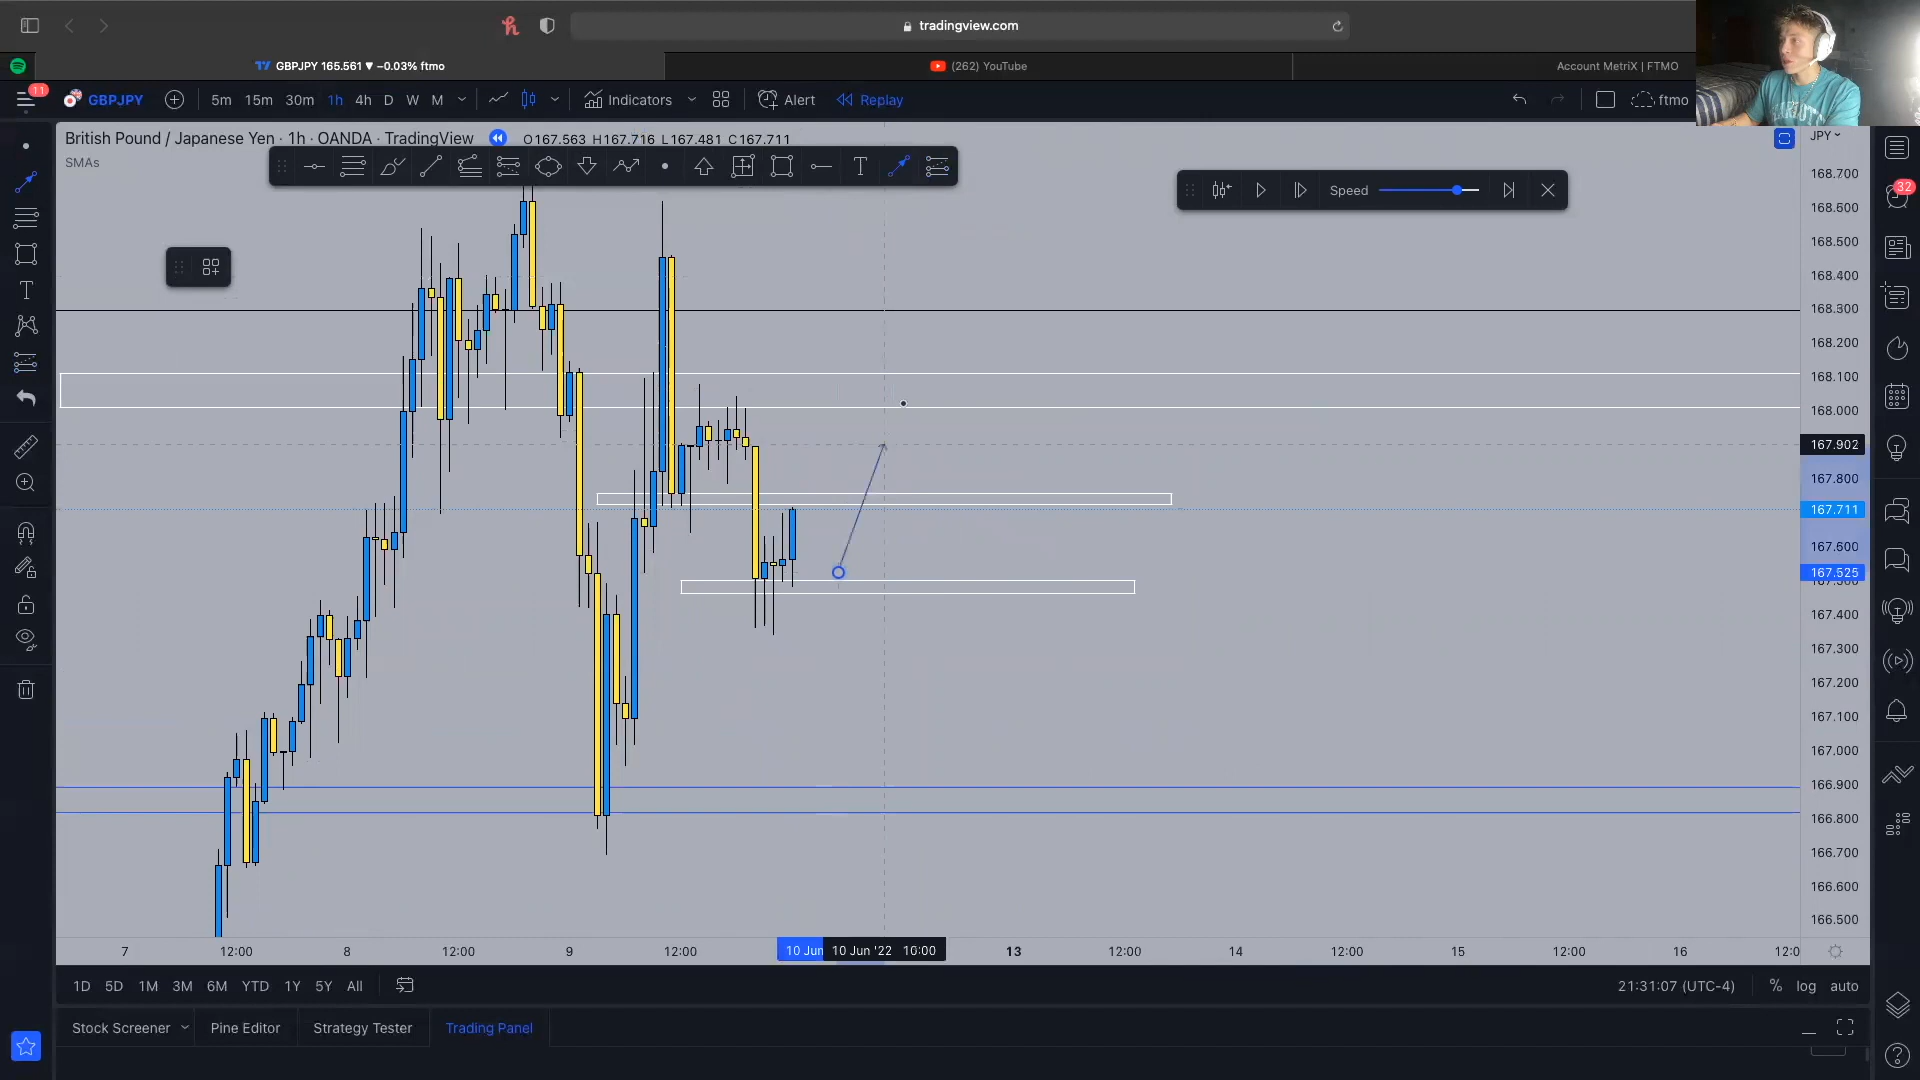 tradingview.com
GBPJPY 165.561 ▼ −0.03% ftmo
(262) YouTube
Account MetriX | FTMO
11
GBPJPY
5m 15m 30m 1h 4h D W M
Indicators
Alert
Replay
ftmo
British Pound / Japanese Yen · 1h · OANDA · TradingView
O167.563 H167.716 L167.481 C167.711
JPY
SMAs
Speed
32
168.700
168.600
168.500
168.400
168.300
168.200
168.100
168.000
167.902
167.800
167.711
167.600
167.525
167.400
167.300
167.200
167.100
167.000
166.900
166.800
166.700
166.600
166.500
7 12:00 8 12:00 9 12:00 10 Jun 10 Jun '22 16:00 13 12:00 14 12:00 15 12:00 16 12:0
1D 5D 1M 3M 6M YTD 1Y 5Y All
21:31:07 (UTC-4) % log auto
Stock Screener Pine Editor Strategy Tester Trading Panel